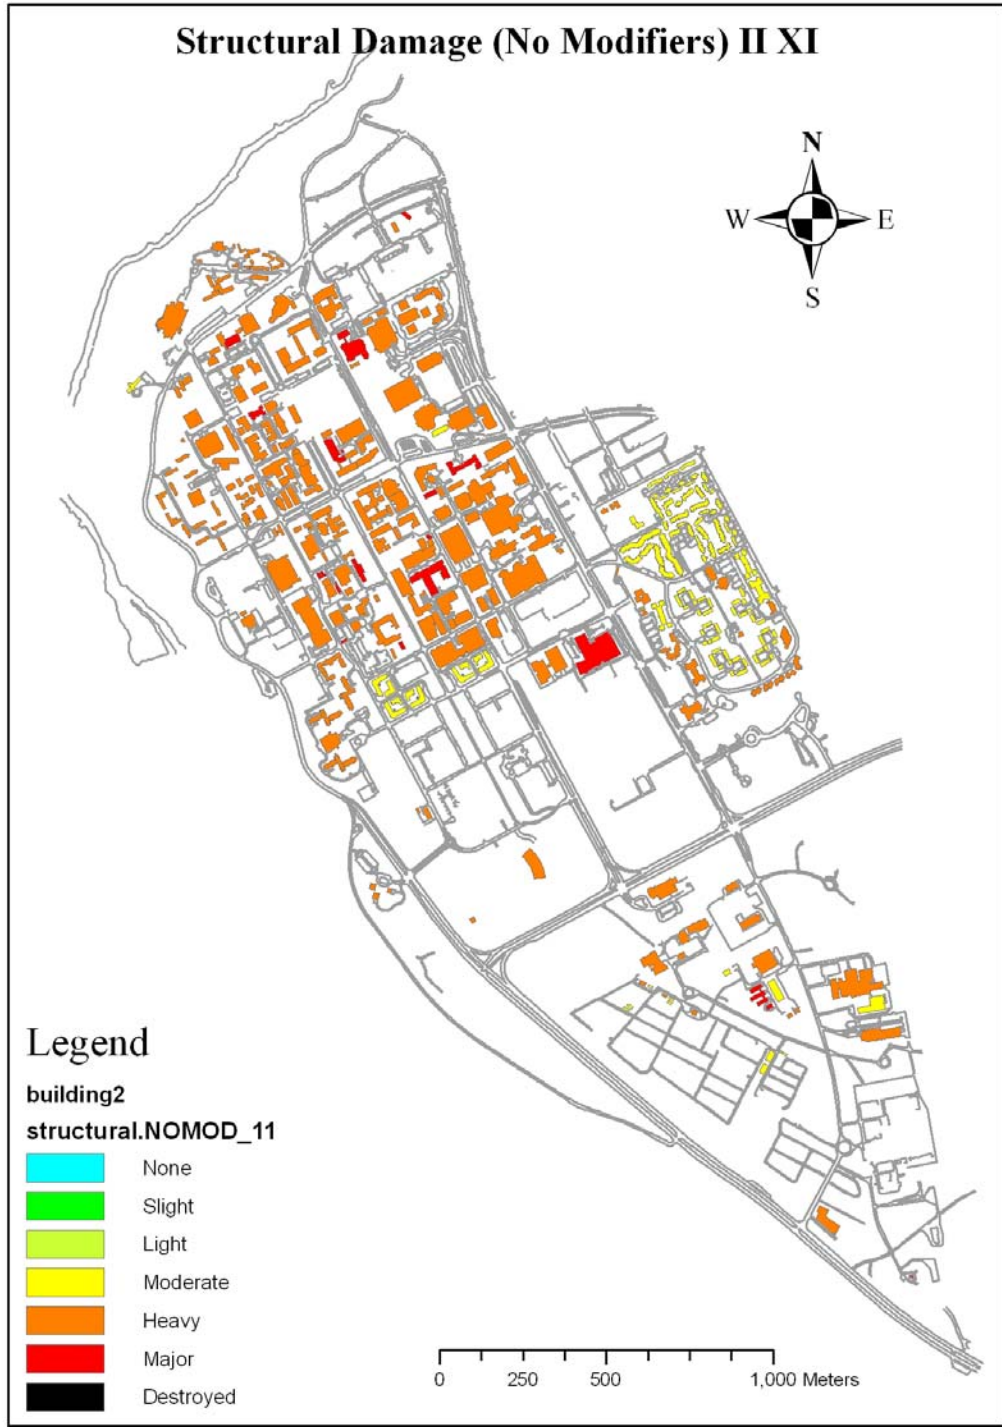 Structural Damage (No Modifiers) II XI
N
W E
S
Legend
building2
structural.NOMOD_11
None
Slight
Light
Moderate
Heavy
Major
Destroyed
0 250 500 1,000 Meters